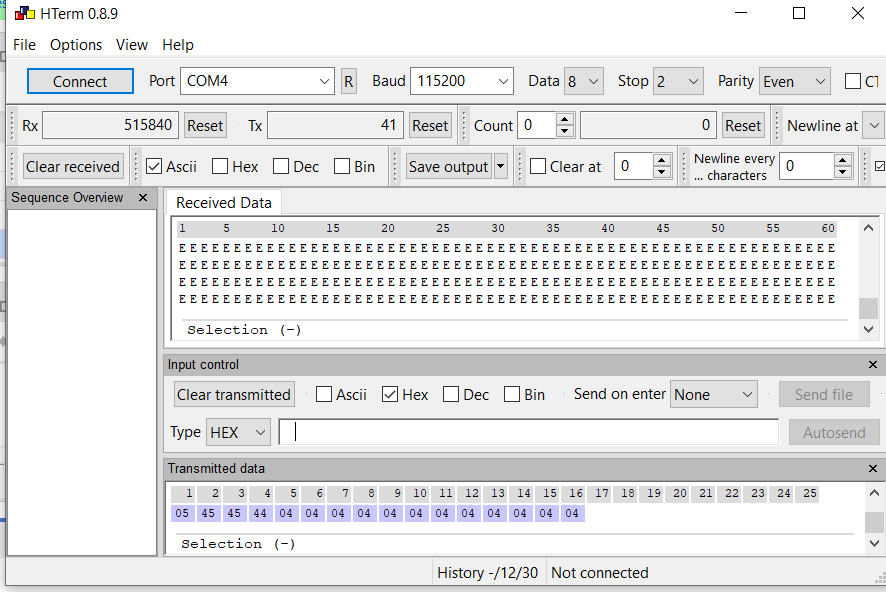 HTerm 0.8.9
File Options View Help
Connect Port COM4 R Baud 115200 Data 8 Stop 2 Parity Even
Rx 515840 Reset Tx 41 Reset Count 0 0 Reset Newline at
Clear received Ascii Hex Dec Bin Save output Clear at 0 Newline every
... characters 0
Sequence Overview
Received Data
1 5 10 15 20 25 30 35 40 45 50 55 60
E E E E E E E E E E E E E E E E E E E E E E E E E E E E E E E E E E E E E E E E E E E E E E E E E E E E E E E E E E E E
E E E E E E E E E E E E E E E E E E E E E E E E E E E E E E E E E E E E E E E E E E E E E E E E E E E E E E E E E E E E
E E E E E E E E E E E E E E E E E E E E E E E E E E E E E E E E E E E E E E E E E E E E E E E E E E E E E E E E E E E E
E E E E E E E E E E E E E E E E E E E E E E E E E E E E E E E E E E E E E E E E E E E E E E E E E E E E E E E E E E E E
Selection (-)
Input control
Clear transmitted Ascii Hex Dec Bin Send on enter None Send file
Type HEX Autosend
Transmitted data
1 2 3 4 5 6 7 8 9 10 11 12 13 14 15 16 17 18 19 20 21 22 23 24 25
05 45 45 44 04 04 04 04 04 04 04 04 04 04 04 04
Selection (-)
History -/12/30 Not connected